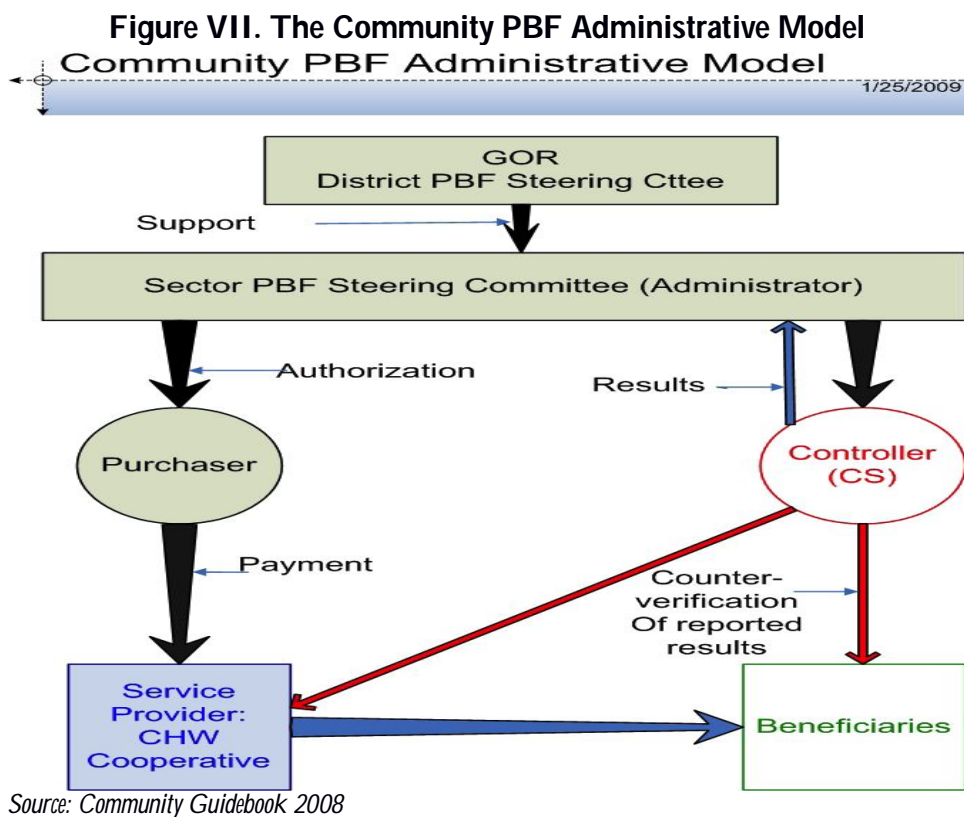 Figure VII. The Community PBF Administrative Model
Community PBF Administrative Model
1/25/2009
GOR
District PBF Steering Cttee
Support
Sector PBF Steering Committee (Administrator)
Authorization
Results
Purchaser
Controller
(CS)
Payment
Counter-
verification
Of reported
results
Service
Provider:
CHW
Cooperative
Beneficiaries
Source: Community Guidebook 2008